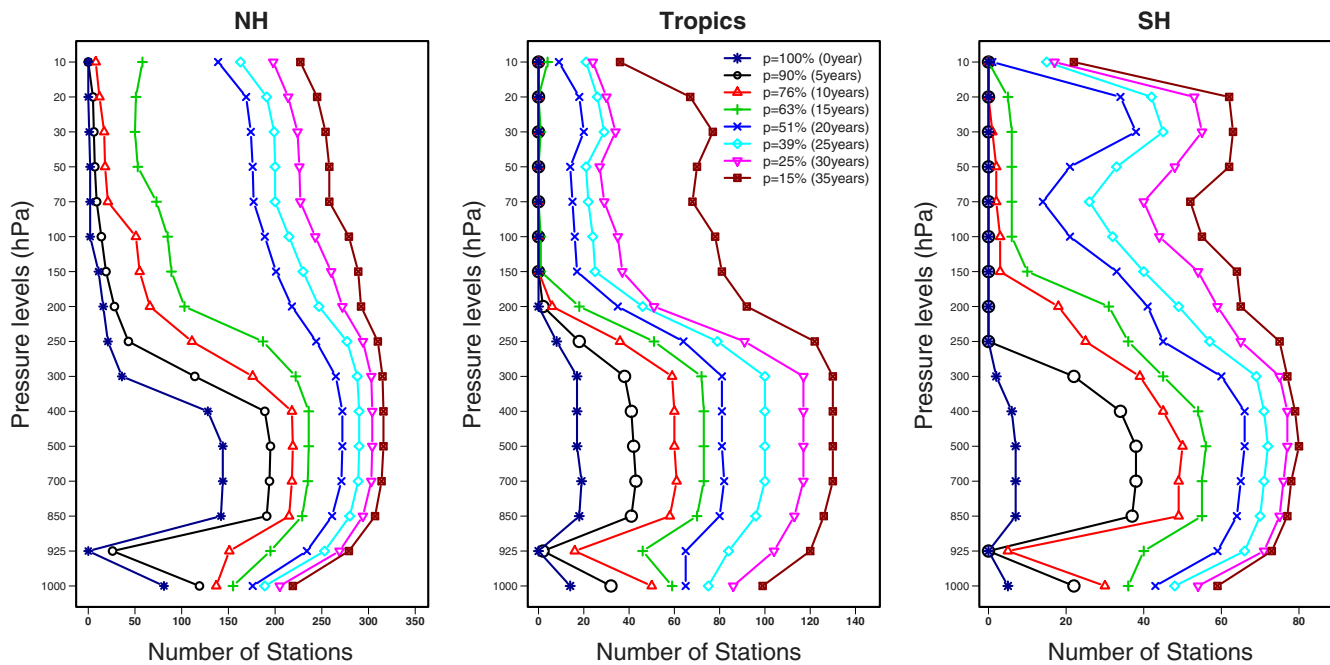 NH
Tropics
SH
Pressure levels (hPa)
10
20
30
50
70
100
150
200
250
300
400
500
700
850
925
1000
0 50 100 150 200 250 300 350
Number of Stations
Pressure levels (hPa)
10
20
30
50
70
100
150
200
250
300
400
500
700
850
925
1000
p=100% (0year)
p=90% (5years)
p=76% (10years)
p=63% (15years)
p=51% (20years)
p=39% (25years)
p=25% (30years)
p=15% (35years)
0 20 40 60 80 100 120 140
Number of Stations
Pressure levels (hPa)
10
20
30
50
70
100
150
200
250
300
400
500
700
850
925
1000
0 20 40 60 80
Number of Stations